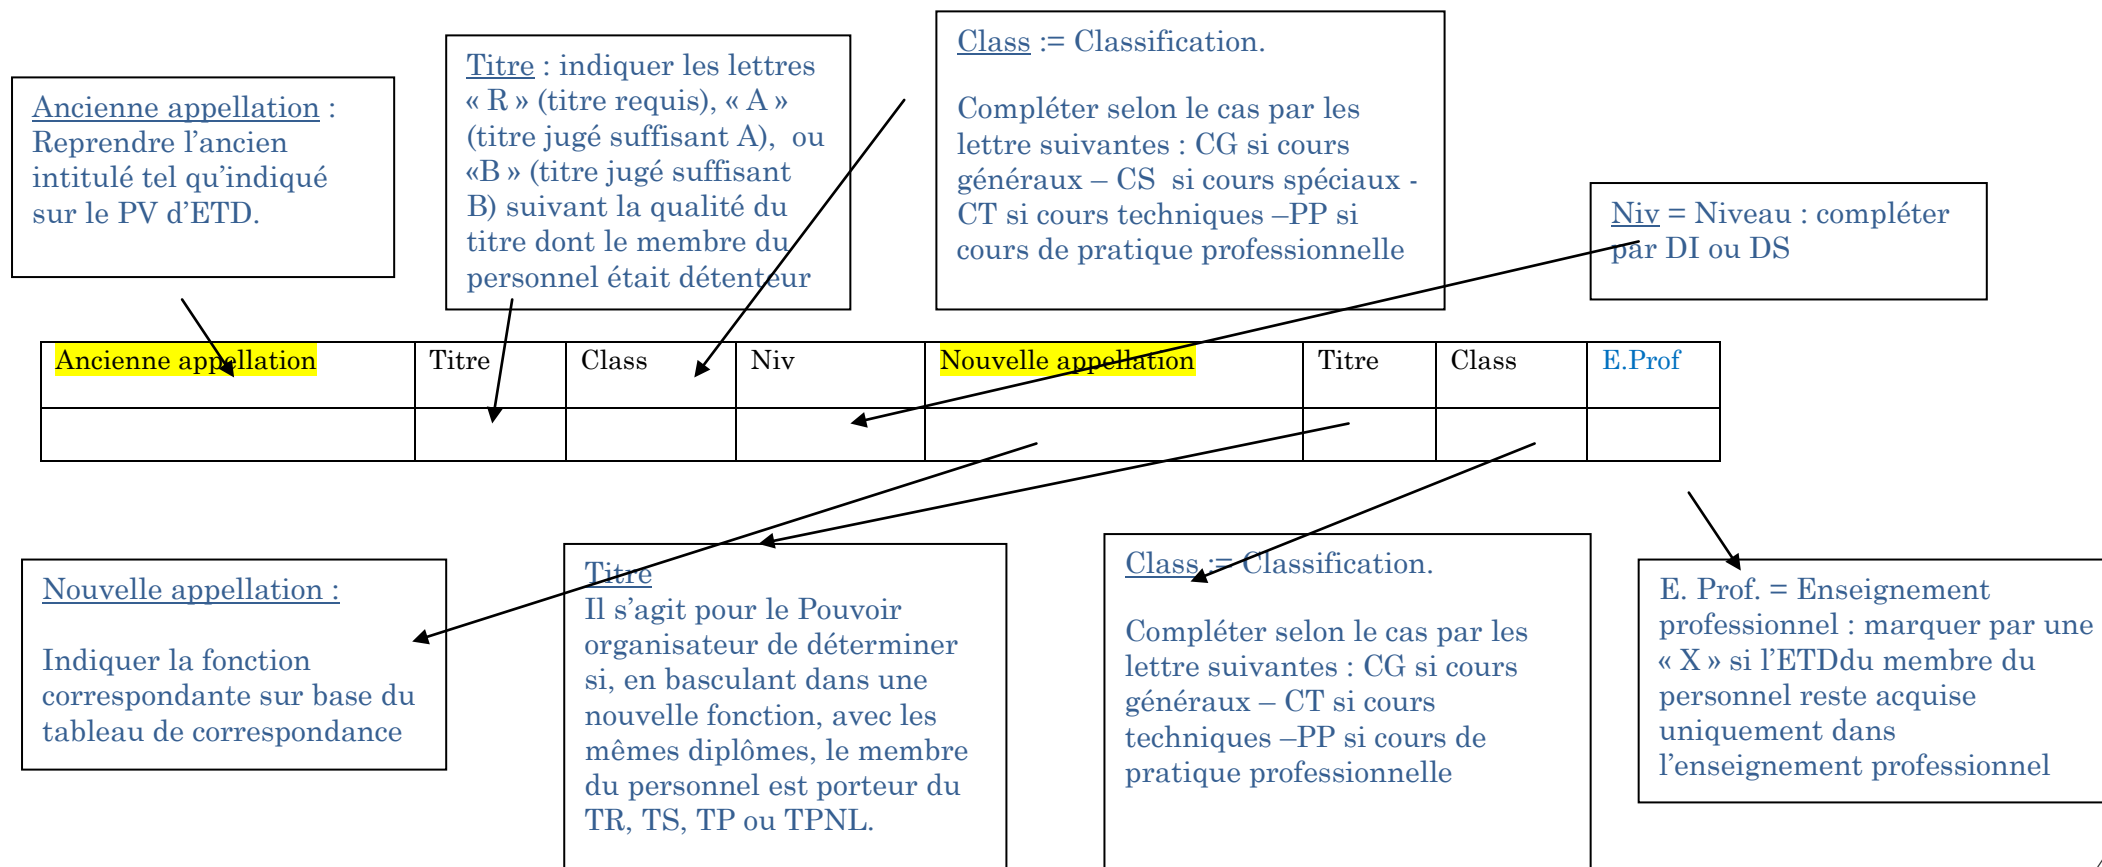 Ancienne appellation :
Reprendre l’ancien
intitulé tel qu’indiqué
sur le PV d’ETD.
Titre : indiquer les lettres
« R » (titre requis), « A »
(titre jugé suffisant A), ou
«B » (titre jugé suffisant
B) suivant la qualité du
titre dont le membre du
personnel était détenteur
Class := Classification.
Compléter selon le cas par les
lettre suivantes : CG si cours
généraux – CS si cours spéciaux -
CT si cours techniques –PP si
cours de pratique professionnelle
Niv = Niveau : compléter
par DI ou DS
Ancienne appellation Titre Class Niv Nouvelle appellation Titre Class E.Prof
Nouvelle appellation :
Indiquer la fonction
correspondante sur base du
tableau de correspondance
Titre
Il s’agit pour le Pouvoir
organisateur de déterminer
si, en basculant dans une
nouvelle fonction, avec les
mêmes diplômes, le membre
du personnel est porteur du
TR, TS, TP ou TPNL.
Class := Classification.
Compléter selon le cas par les
lettre suivantes : CG si cours
généraux – CT si cours
techniques –PP si cours de
pratique professionnelle
E. Prof. = Enseignement
professionnel : marquer par une
« X » si l’ETDdu membre du
personnel reste acquise
uniquement dans
l’enseignement professionnel